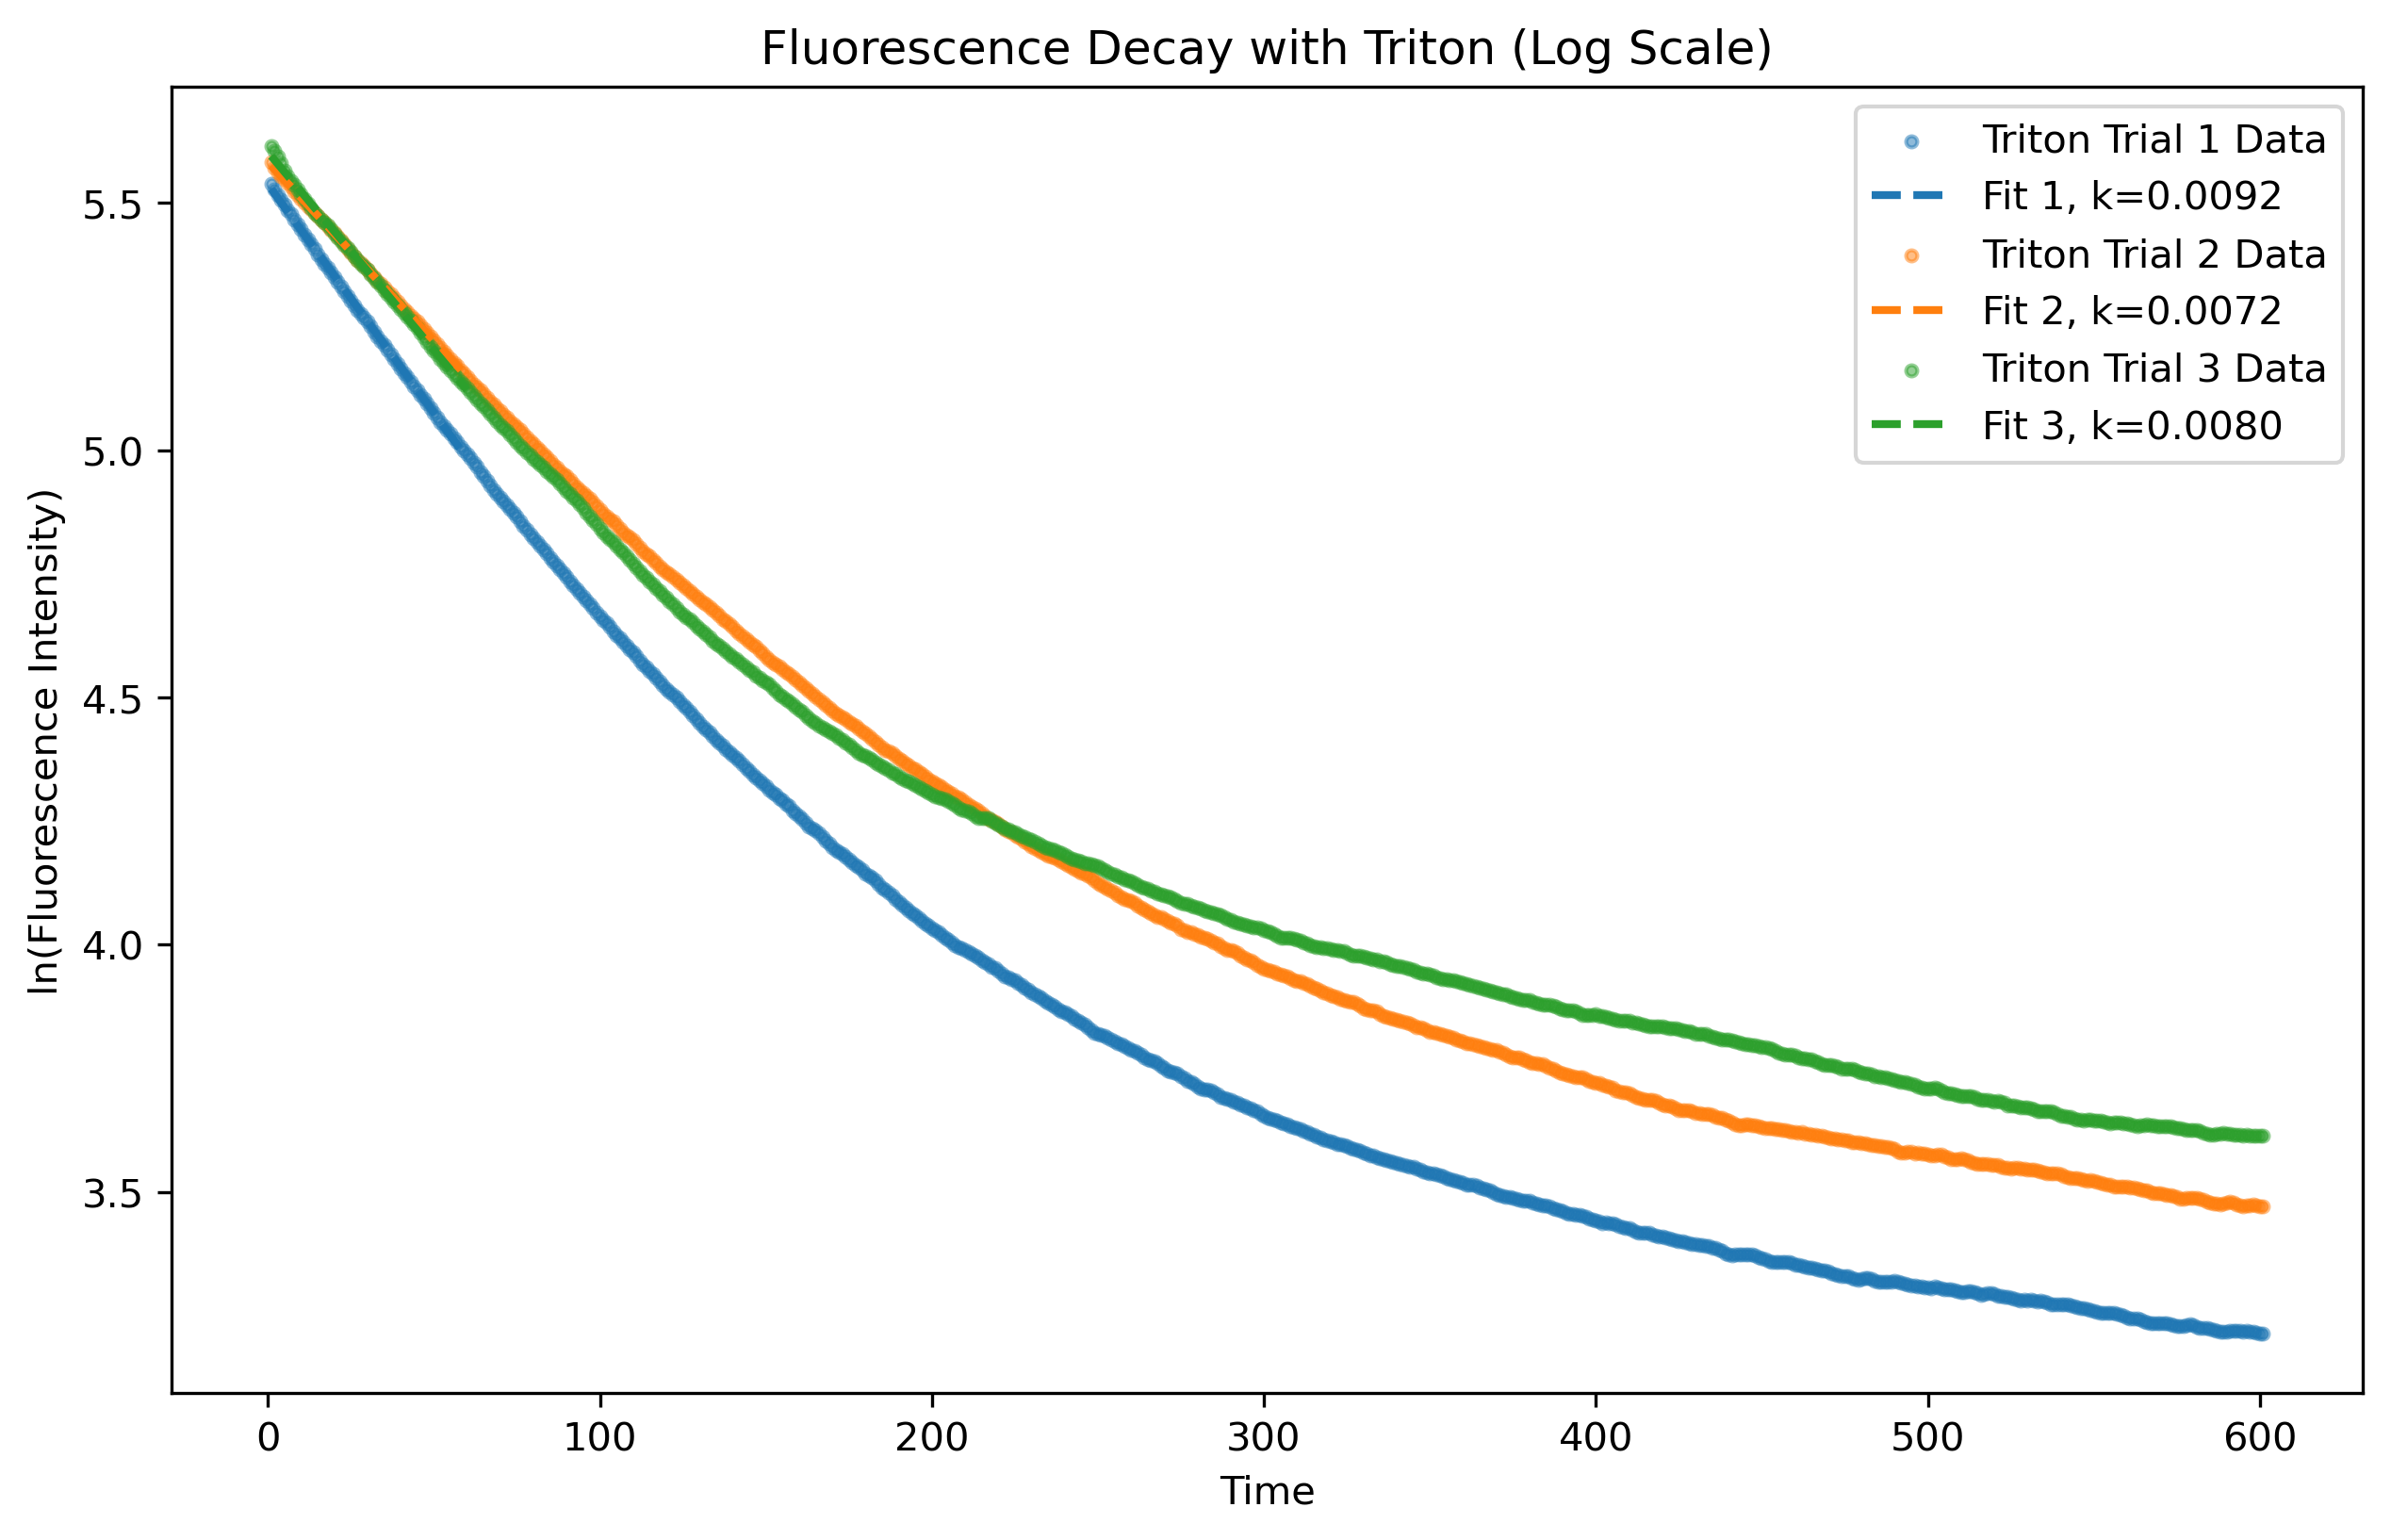 Fluorescence Decay with Triton (Log Scale)
Triton Trial 1 Data
Fit 1, k=0.0092
Triton Trial 2 Data
Fit 2, k=0.0072
Triton Trial 3 Data
Fit 3, k=0.0080
ln(Fluorescence Intensity)
5.5
5.0
4.5
4.0
3.5
0 100 200 300 400 500 600
Time